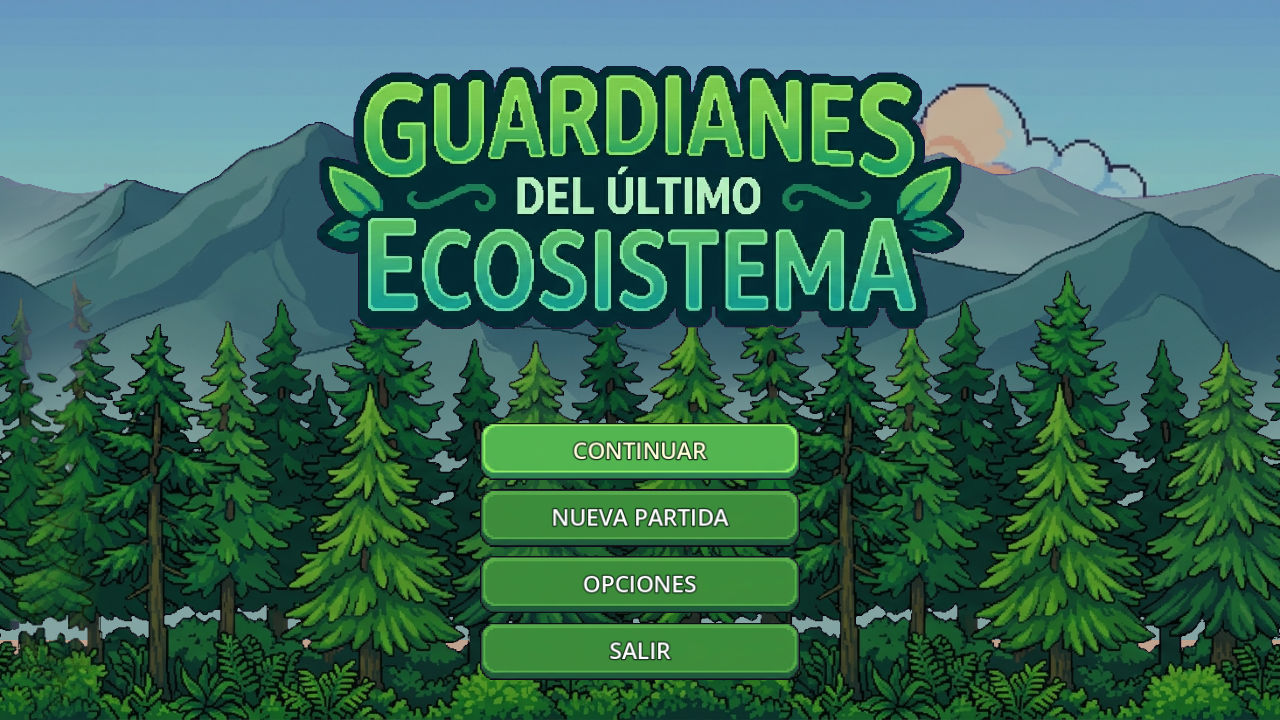 GUARDIANES
DEL ÚLTIMO
ECOSISTEMA
CONTINUAR
NUEVA PARTIDA
OPCIONES
SALIR